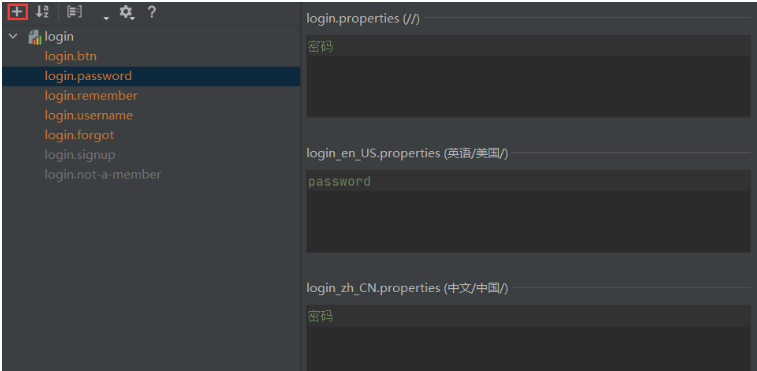 login
login.btn
login.password
login.remember
login.username
login.forgot
login.signup
login.not-a-member
login.properties (//)
密码
login_en_US.properties (英语/美国/)
password
login_zh_CN.properties (中文/中国/)
密码